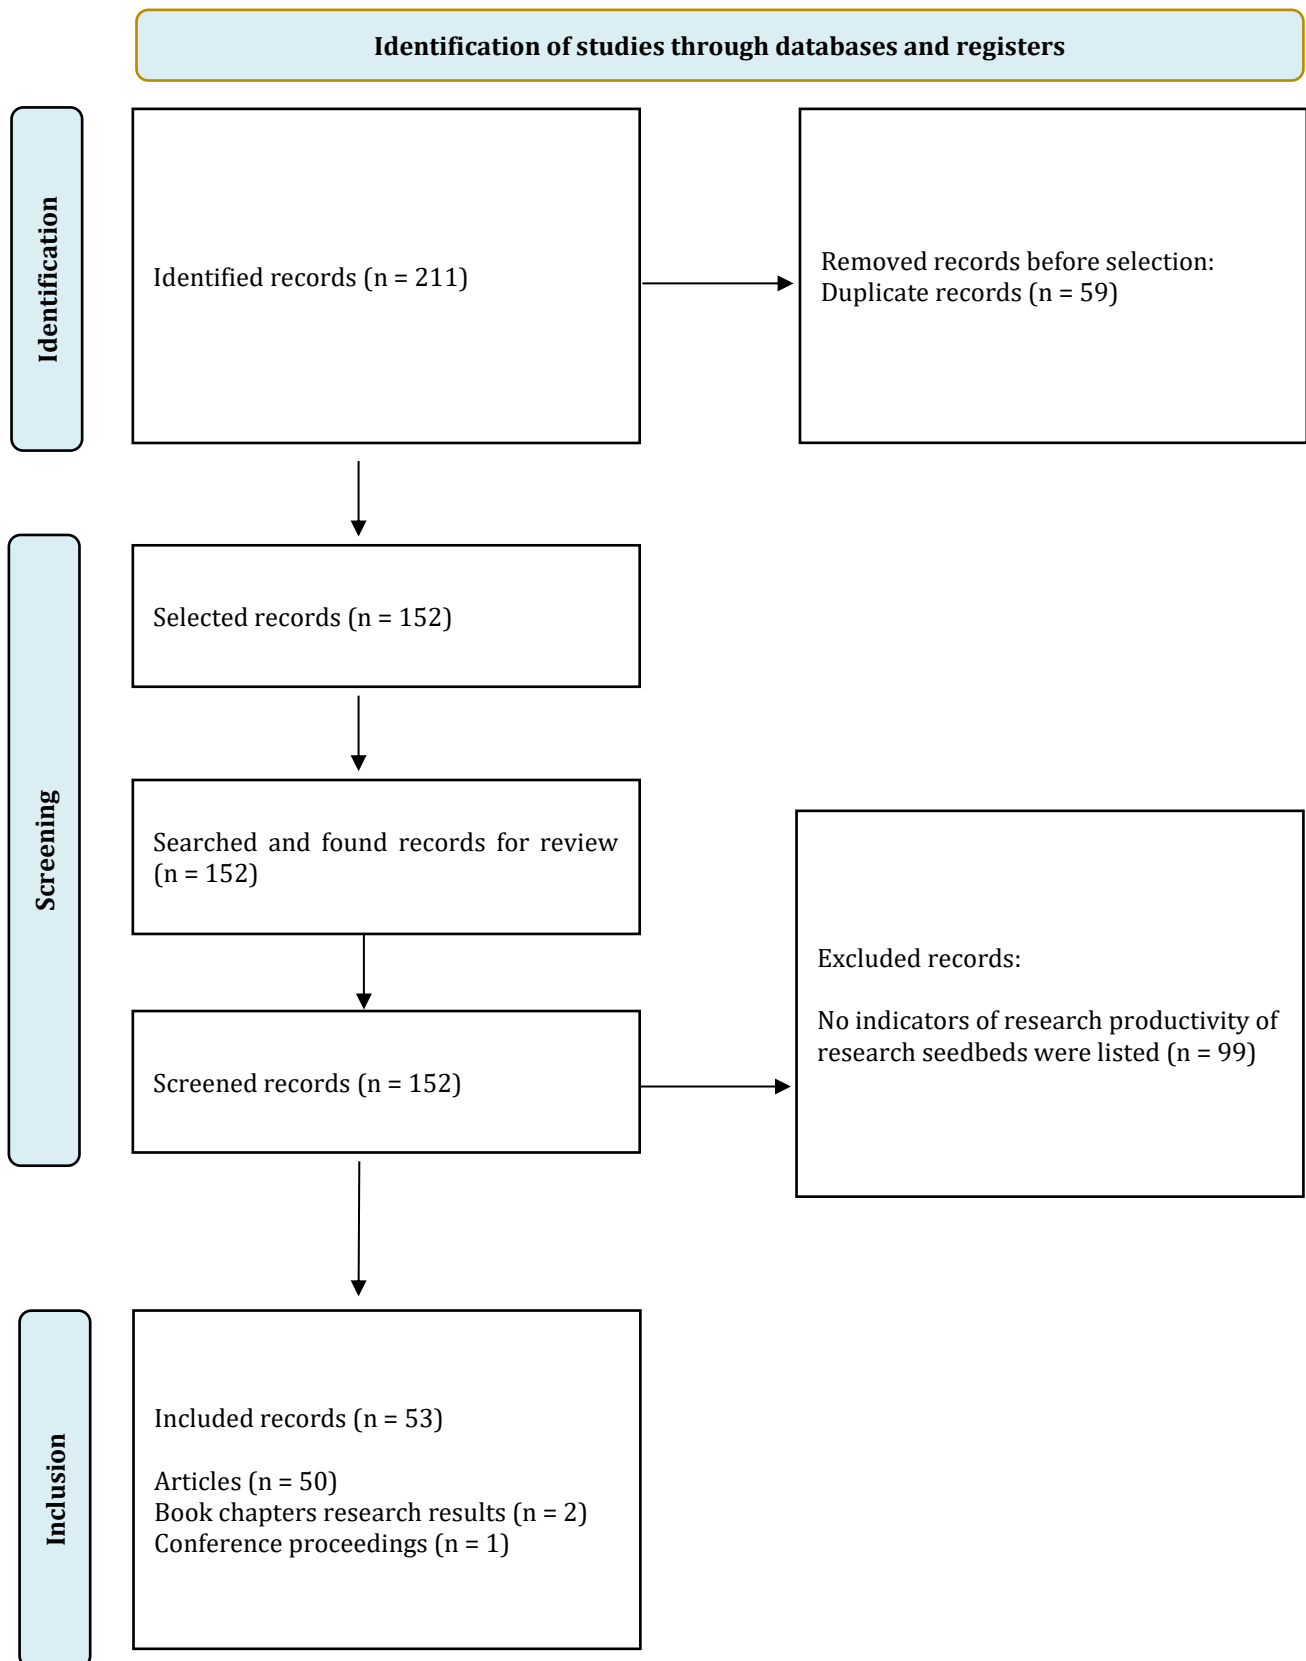 Identification of studies through databases and registers
Identification
Identified records (n = 211)
Removed records before selection:
Duplicate records (n = 59)
Screening
Selected records (n = 152)
Searched and found records for review
(n = 152)
Screened records (n = 152)
Excluded records:
No indicators of research productivity of
research seedbeds were listed (n = 99)
Inclusion
Included records (n = 53)
Articles (n = 50)
Book chapters research results (n = 2)
Conference proceedings (n = 1)